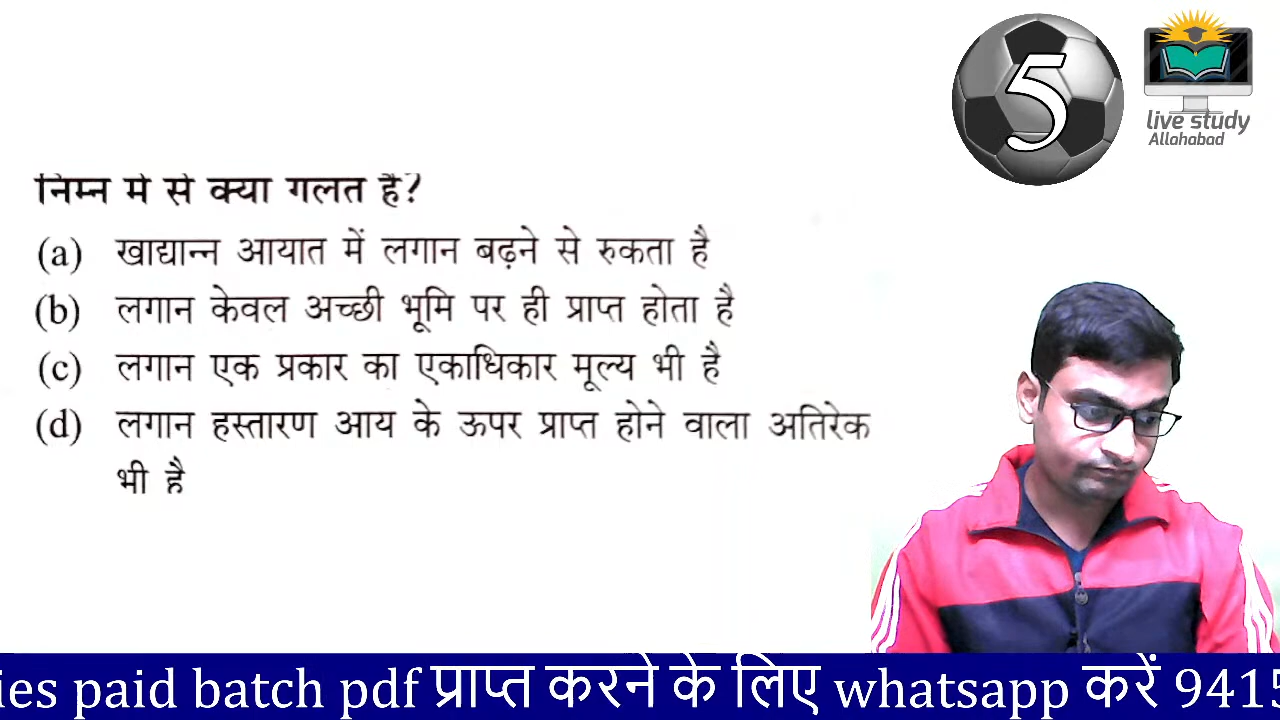 5
live study
Allahabad
निम्न में से क्या गलत है?
(a) खाद्यान्न आयात में लगान बढ़ने से रुकता है
(b) लगान केवल अच्छी भूमि पर ही प्राप्त होता है
(c) लगान एक प्रकार का एकाधिकार मूल्य भी है
(d) लगान हस्तारण आय के ऊपर प्राप्त होने वाला अतिरेक
भी है
ies paid batch pdf प्राप्त करने के लिए whatsapp करें 9415